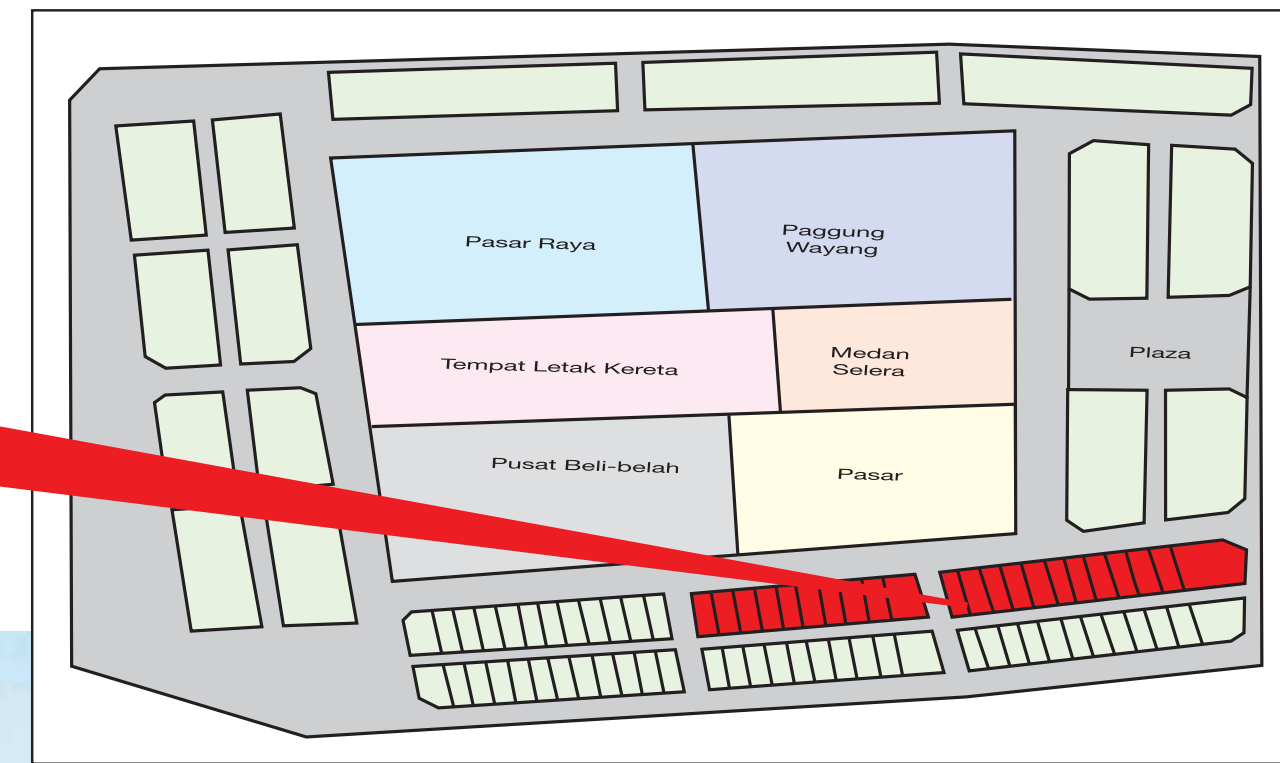 Pasar Raya
Paggung
Wayang
Tempat Letak Kereta
Medan
Selera
Plaza
Pusat Beli-belah
Pasar